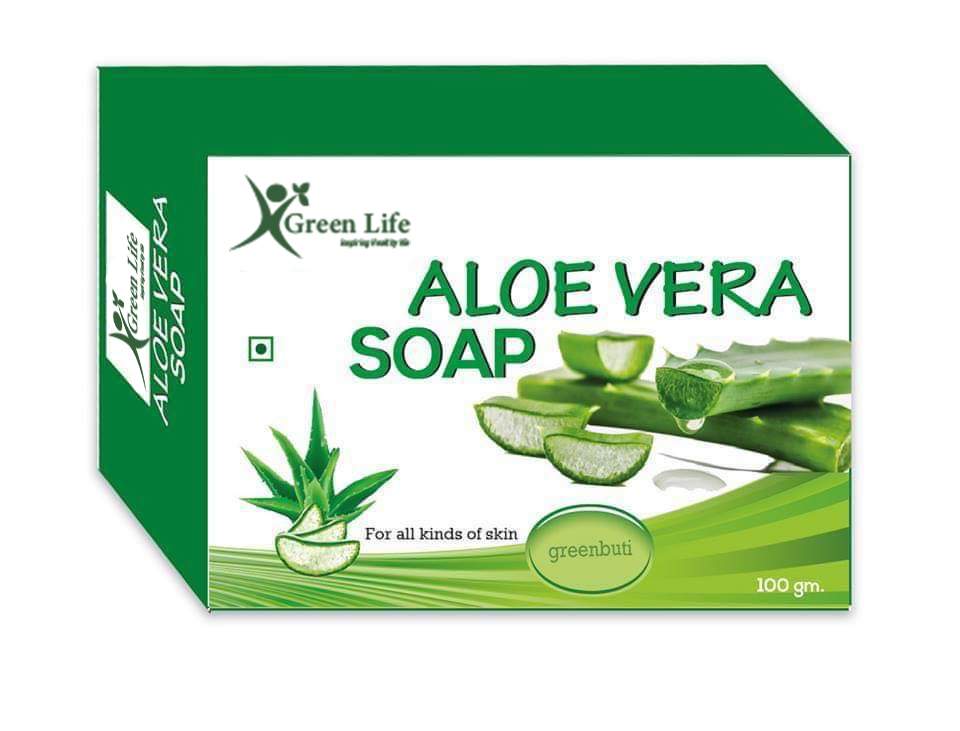 Green Life
ALOE VERA
SOAP
For all kinds of skin
greenbuti
100 gm.
Green Life
ALOE VERA
SOAP